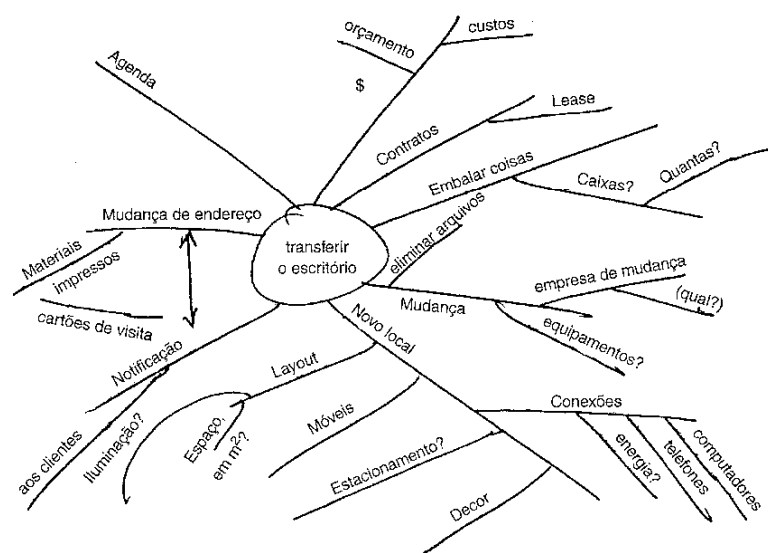 orçamento
custos
$
Agenda
Lease
Contratos
Embalar coisas
Caixas?
Quantas?
transferir
o escritório
Mudança de endereço
Materiais
impressos
cartões de visita
eliminar arquivos
Mudança
empresa de mudança
(qual?)
equipamentos?
Notificação
aos clientes
Novo local
Layout
Iluminação?
Espaço,
em m²?
Móveis
Estacionamento?
Decor
Conexões
energia?
telefones
computadores